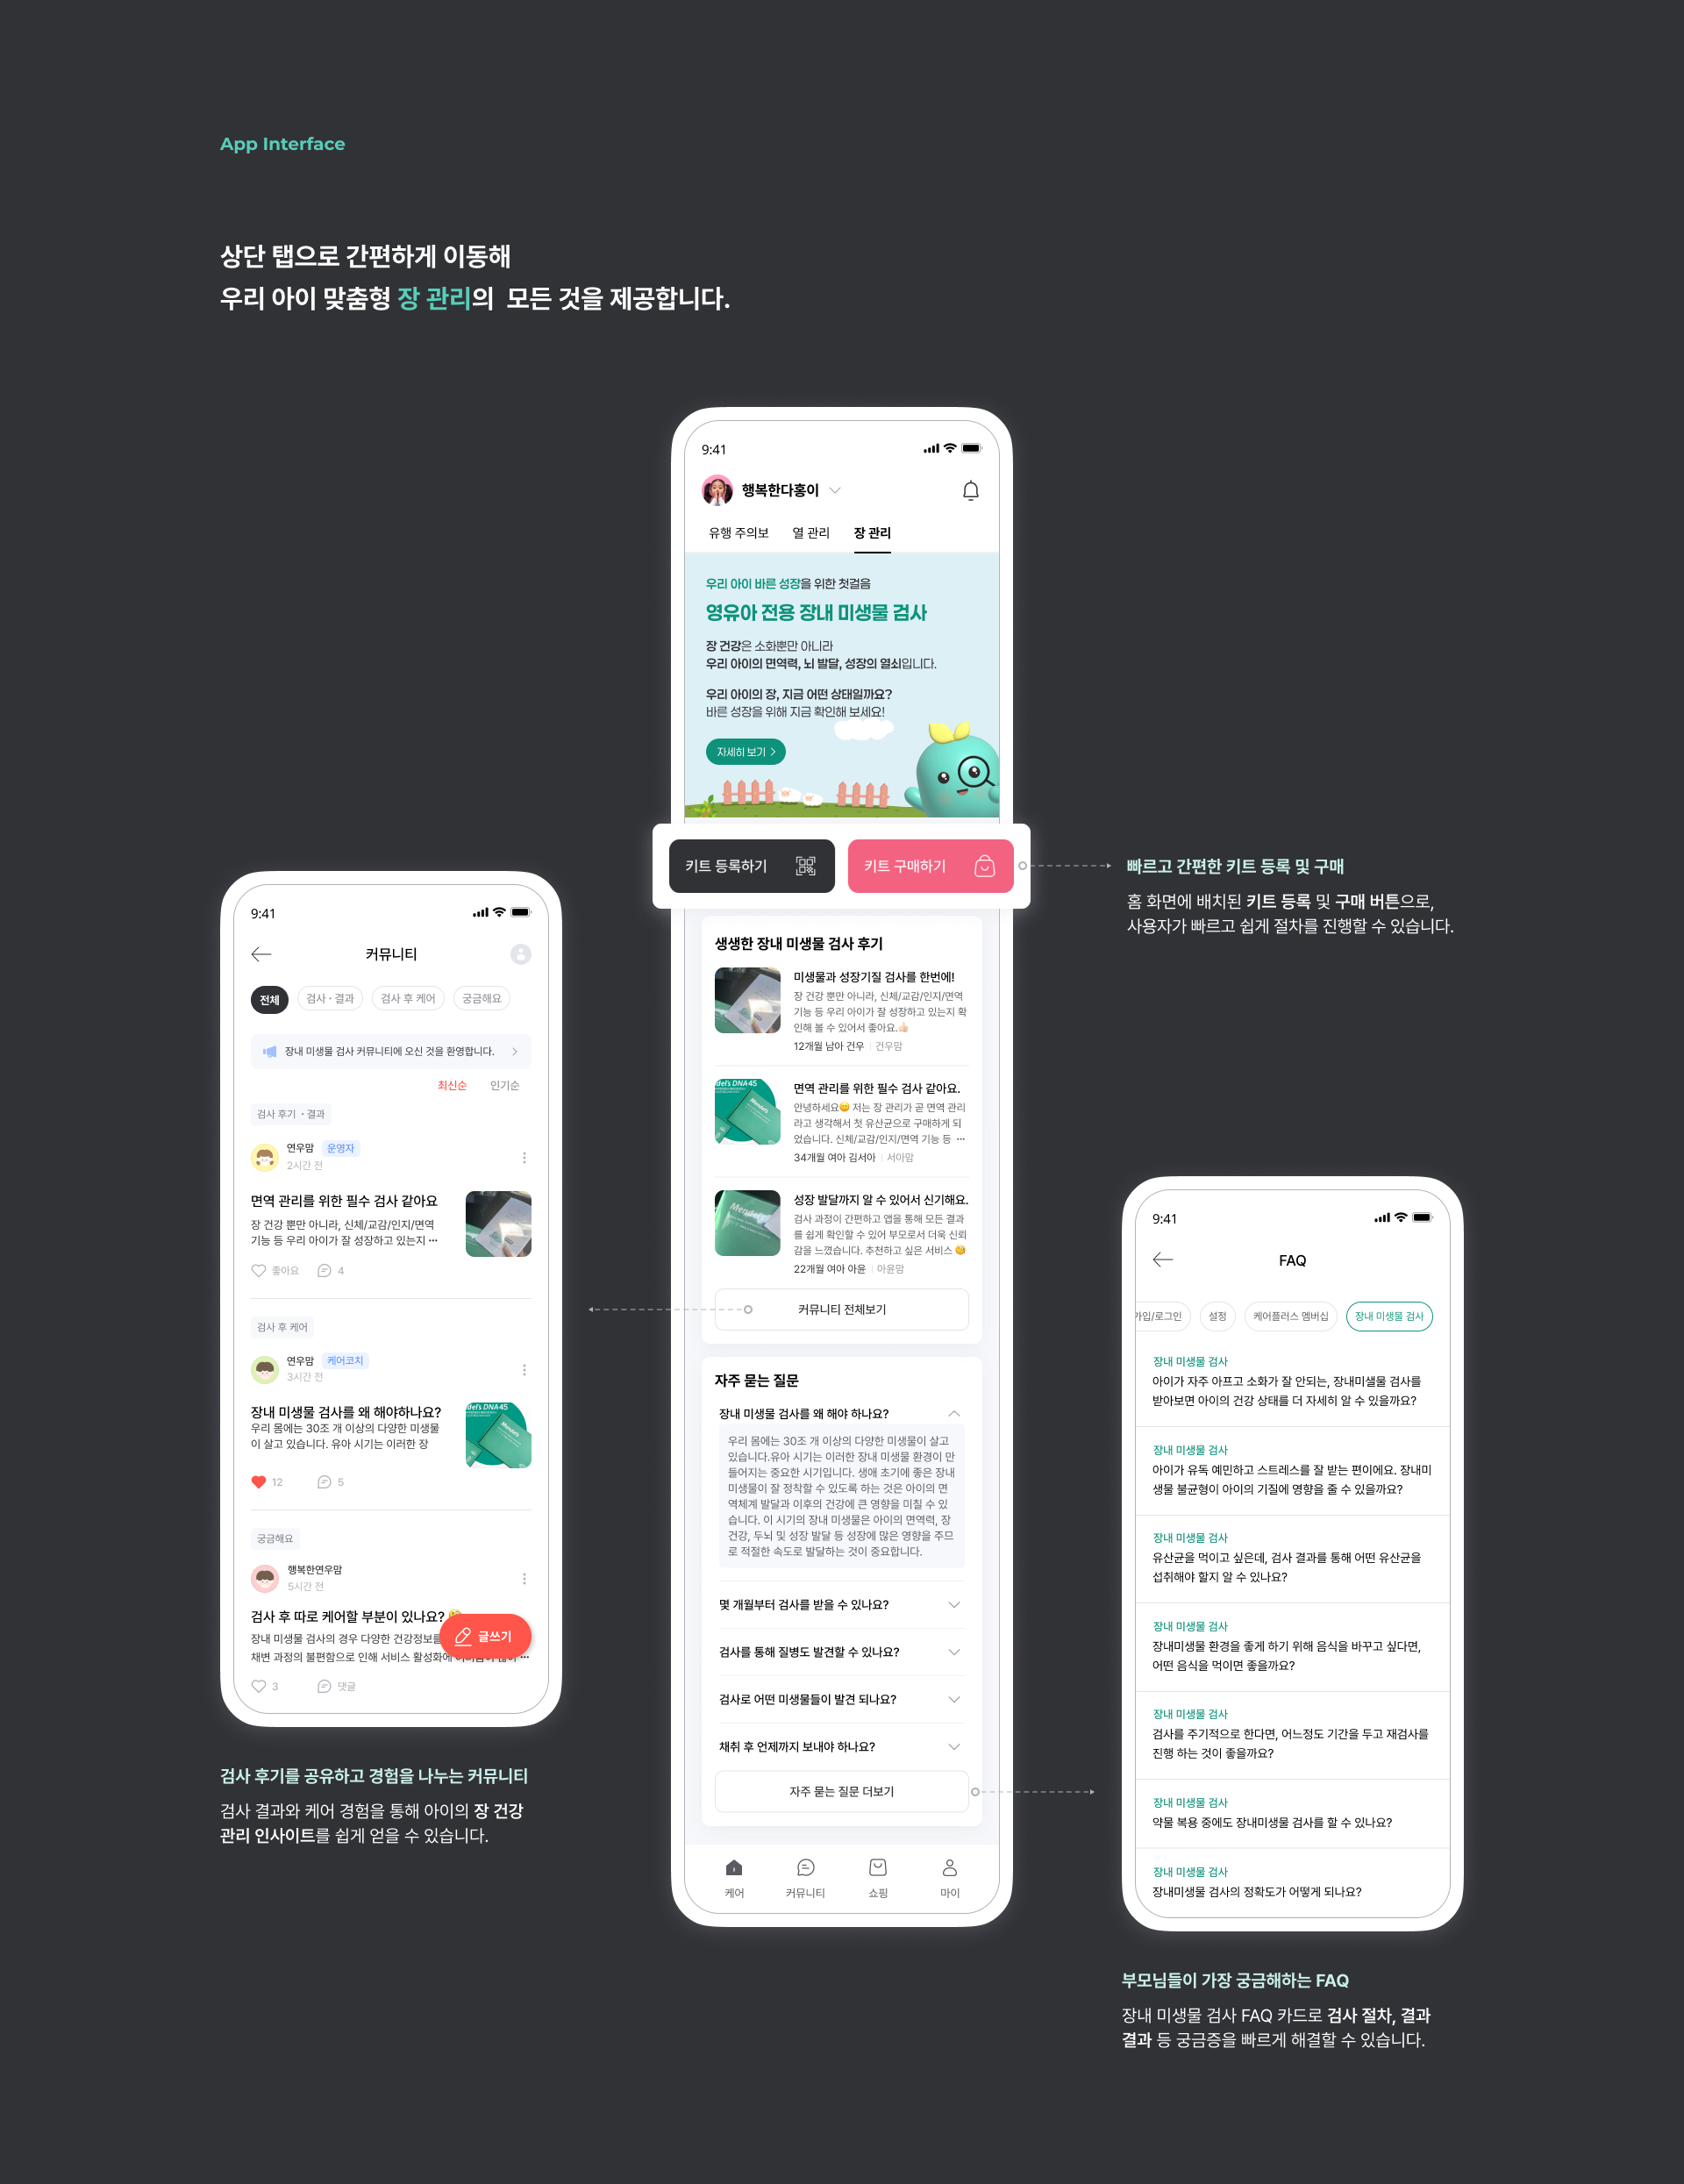 App Interface
상단 탭으로 간편하게 이동해
우리 아이 맞춤형 장 관리의 모든 것을 제공합니다.
9:41
행복한다홍이
유행 주의보 열 관리 장 관리
우리 아이 바른 성장을 위한 첫걸음
영유아 전용 장내 미생물 검사
장 건강은 소화뿐만 아니라
우리 아이의 면역력, 뇌 발달, 성장의 열쇠입니다.
우리 아이의 장, 지금 어떤 상태일까요?
바른 성장을 위해 지금 확인해 보세요!
자세히 보기
키트 등록하기
키트 구매하기
빠르고 간편한 키트 등록 및 구매
홈 화면에 배치된 키트 등록 및 구매 버튼으로,
사용자가 빠르고 쉽게 절차를 진행할 수 있습니다.
생생한 장내 미생물 검사 후기
미생물과 성장기질 검사를 한번에!
장 건강 뿐만 아니라, 신체/교감/인지/면역
기능 등 우리 아이가 잘 성장하고 있는지 확
인해 볼 수 있어서 좋아요.👍🏻
12개월 남아 건우 | 건우맘
del's DNA45
Mendel's
면역 관리를 위한 필수 검사 같아요.
안녕하세요😀 저는 장 관리가 곧 면역 관리
라고 생각해서 첫 유산균으로 구매하게 되
었습니다. 신체/교감/인지/면역 기능 등 ···
34개월 여아 김서아 | 서아맘
Mendel's
성장 발달까지 알 수 있어서 신기해요.
검사 과정이 간편하고 앱을 통해 모든 결과
를 쉽게 확인할 수 있어 부모로서 더욱 신뢰
감을 느꼈습니다. 추천하고 싶은 서비스 🧐
22개월 여아 아윤 | 아윤맘
커뮤니티 전체보기
자주 묻는 질문
장내 미생물 검사를 왜 해야 하나요?
우리 몸에는 30조 개 이상의 다양한 미생물이 살고
있습니다.유아 시기는 이러한 장내 미생물 환경이 만
들어지는 중요한 시기입니다. 생애 초기에 좋은 장내
미생물이 잘 정착할 수 있도록 하는 것은 아이의 면
역체계 발달과 이후의 건강에 큰 영향을 미칠 수 있
습니다. 이 시기의 장내 미생물은 아이의 면역력, 장
건강, 두뇌 및 성장 발달 등 성장에 많은 영향을 주므
로 적절한 속도로 발달하는 것이 중요합니다.
몇 개월부터 검사를 받을 수 있나요?
검사를 통해 질병도 발견할 수 있나요?
검사로 어떤 미생물들이 발견 되나요?
채취 후 언제까지 보내야 하나요?
자주 묻는 질문 더보기
케어 커뮤니티 쇼핑 마이
9:41
커뮤니티
전체 검사 · 결과 검사 후 케어 궁금해요
장내 미생물 검사 커뮤니티에 오신 것을 환영합니다.
최신순 인기순
검사 후기 · 결과
연우맘 운영자
2시간 전
면역 관리를 위한 필수 검사 같아요
장 건강 뿐만 아니라, 신체/교감/인지/면역
기능 등 우리 아이가 잘 성장하고 있는지 ···
좋아요 4
검사 후 케어
연우맘 케어코치
3시간 전
장내 미생물 검사를 왜 해야하나요?
우리 몸에는 30조 개 이상의 다양한 미생물
이 살고 있습니다. 유아 시기는 이러한 장
del's DNA45
Mendel's
12 5
궁금해요
행복한연우맘
5시간 전
검사 후 따로 케어할 부분이 있나요?
장내 미생물 검사의 경우 다양한 건강정보를
채변 과정의 불편함으로 인해 서비스 활성화에 ···
글쓰기
3 댓글
검사 후기를 공유하고 경험을 나누는 커뮤니티
검사 결과와 케어 경험을 통해 아이의 장 건강
관리 인사이트를 쉽게 얻을 수 있습니다.
9:41
FAQ
가입/로그인 설정 케어플러스 멤버십 장내 미생물 검사
장내 미생물 검사
아이가 자주 아프고 소화가 잘 안되는, 장내미샐물 검사를
받아보면 아이의 건강 상태를 더 자세히 알 수 있을까요?
장내 미생물 검사
아이가 유독 예민하고 스트레스를 잘 받는 편이에요. 장내미
생물 불균형이 아이의 기질에 영향을 줄 수 있을까요?
장내 미생물 검사
유산균을 먹이고 싶은데, 검사 결과를 통해 어떤 유산균을
섭취해야 할지 알 수 있나요?
장내 미생물 검사
장내미생물 환경을 좋게 하기 위해 음식을 바꾸고 싶다면,
어떤 음식을 먹이면 좋을까요?
장내 미생물 검사
검사를 주기적으로 한다면, 어느정도 기간을 두고 재검사를
진행 하는 것이 좋을까요?
장내 미생물 검사
약물 복용 중에도 장내미생물 검사를 할 수 있나요?
장내 미생물 검사
장내미생물 검사의 정확도가 어떻게 되나요?
부모님들이 가장 궁금해하는 FAQ
장내 미생물 검사 FAQ 카드로 검사 절차, 결과
결과 등 궁금증을 빠르게 해결할 수 있습니다.